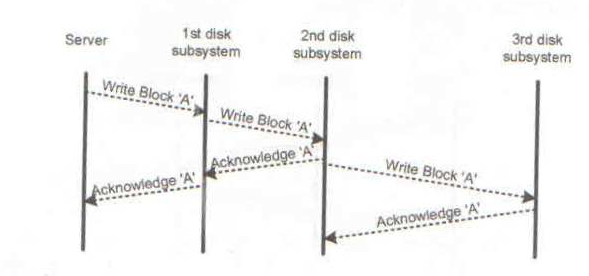 Server
1st disk
subsystem
2nd disk
subsystem
3rd disk
subsystem
Write Block 'A'
Write Block 'A'
Acknowledge 'A'
Write Block 'A'
Acknowledge 'A'
Acknowledge 'A'